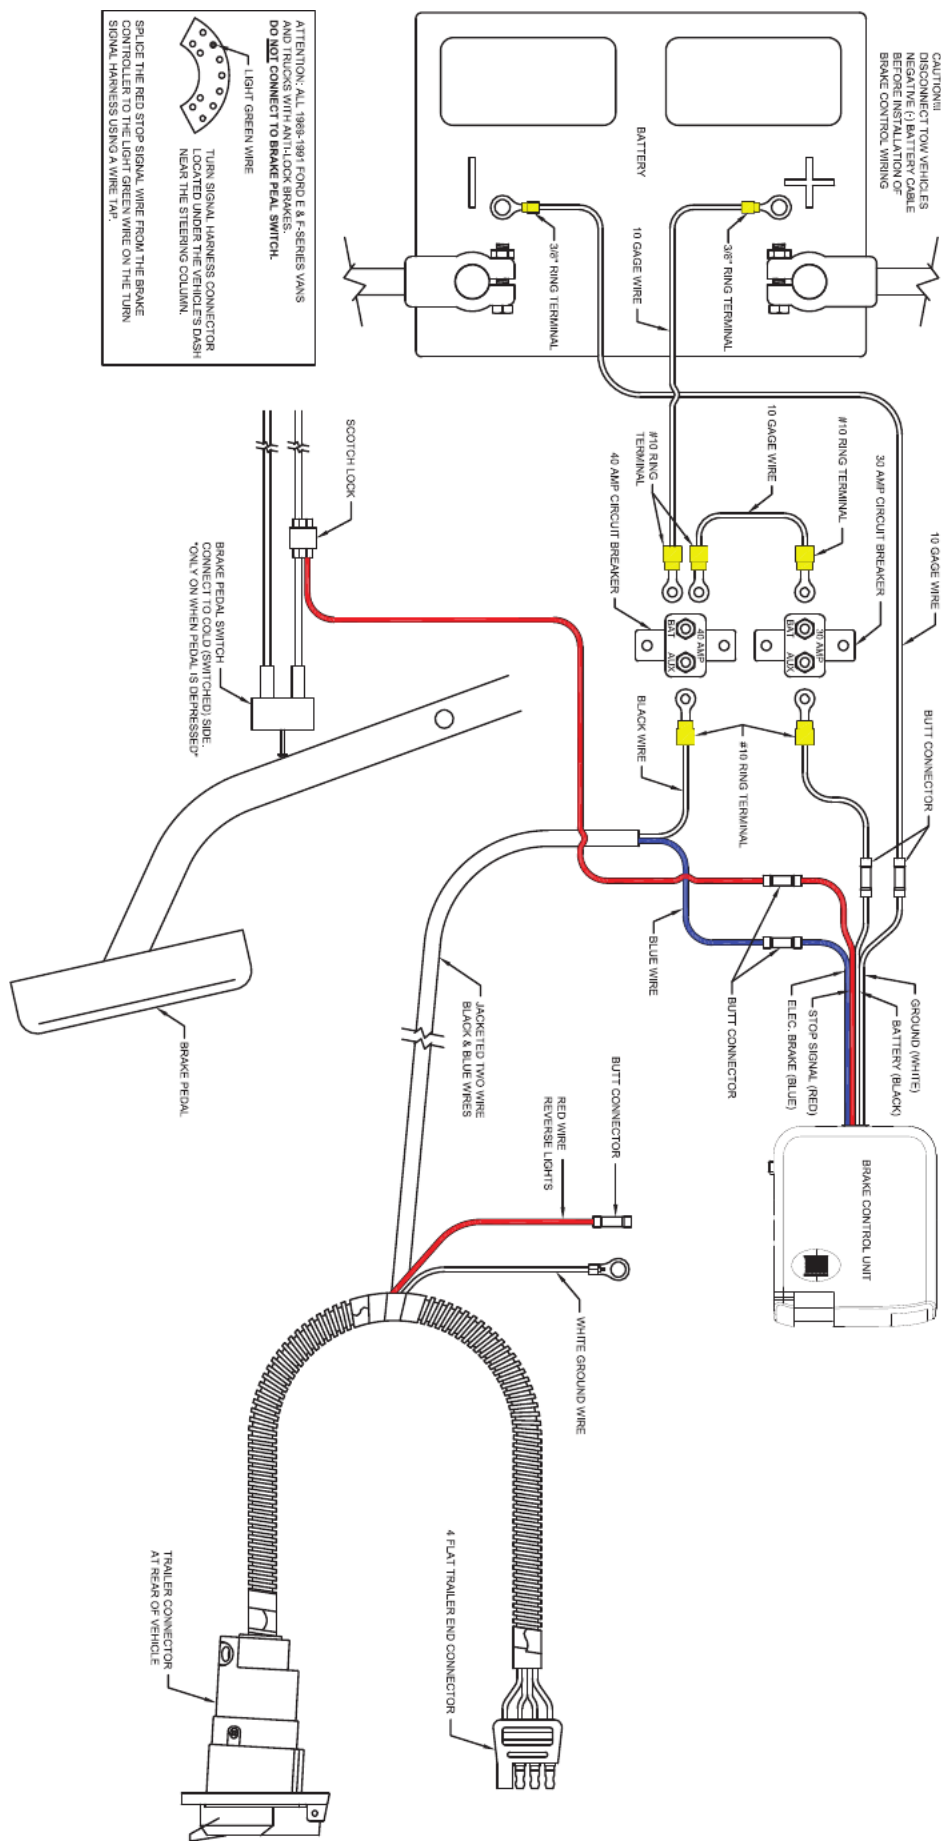 CAUTION!!!
DISCONNECT TOW VEHICLES
NEGATIVE (-) BATTERY CABLE
BEFORE INSTALLATION OF
BRAKE CONTROL WIRING
BATTERY
3/8" RING TERMINAL
10 GAGE WIRE
3/8" RING TERMINAL
ATTENTION: ALL 1989-1991 FORD E & F-SERIES VANS
AND TRUCKS WITH ANTI-LOCK BRAKES.
DO NOT CONNECT TO BRAKE PEAL SWITCH.
LIGHT GREEN WIRE
TURN SIGNAL HARNESS CONNECTOR
LOCATED UNDER THE VEHICLE'S DASH
NEAR THE STEERING COLUMN.
SPLICE THE RED STOP SIGNAL WIRE FROM THE BRAKE
CONTROLLER TO THE LIGHT GREEN WIRE ON THE TURN
SIGNAL HARNESS USING A WIRE TAP.
10 GAGE WIRE
30 AMP CIRCUIT BREAKER
#10 RING TERMINAL
10 GAGE WIRE
#10 RING
TERMINAL
40 AMP CIRCUIT BREAKER
30 AMP
BAT
AUX
40 AMP
BAT
AUX
SCOTCH LOCK
BRAKE PEDAL SWITCH
CONNECT TO COLD (SWITCHED) SIDE.
*ONLY ON WHEN PEDAL IS DEPRESSED*
BUTT CONNECTOR
#10 RING TERMINAL
BLACK WIRE
BLUE WIRE
BUTT CONNECTOR
GROUND (WHITE)
BATTERY (BLACK)
STOP SIGNAL (RED)
ELEC. BRAKE (BLUE)
BRAKE CONTROL UNIT
JACKETED TWO WIRE
BLACK & BLUE WIRES
BRAKE PEDAL
BUTT CONNECTOR
RED WIRE
REVERSE LIGHTS
WHITE GROUND WIRE
4 FLAT TRAILER END CONNECTOR
TRAILER CONNECTOR
AT REAR OF VEHICLE